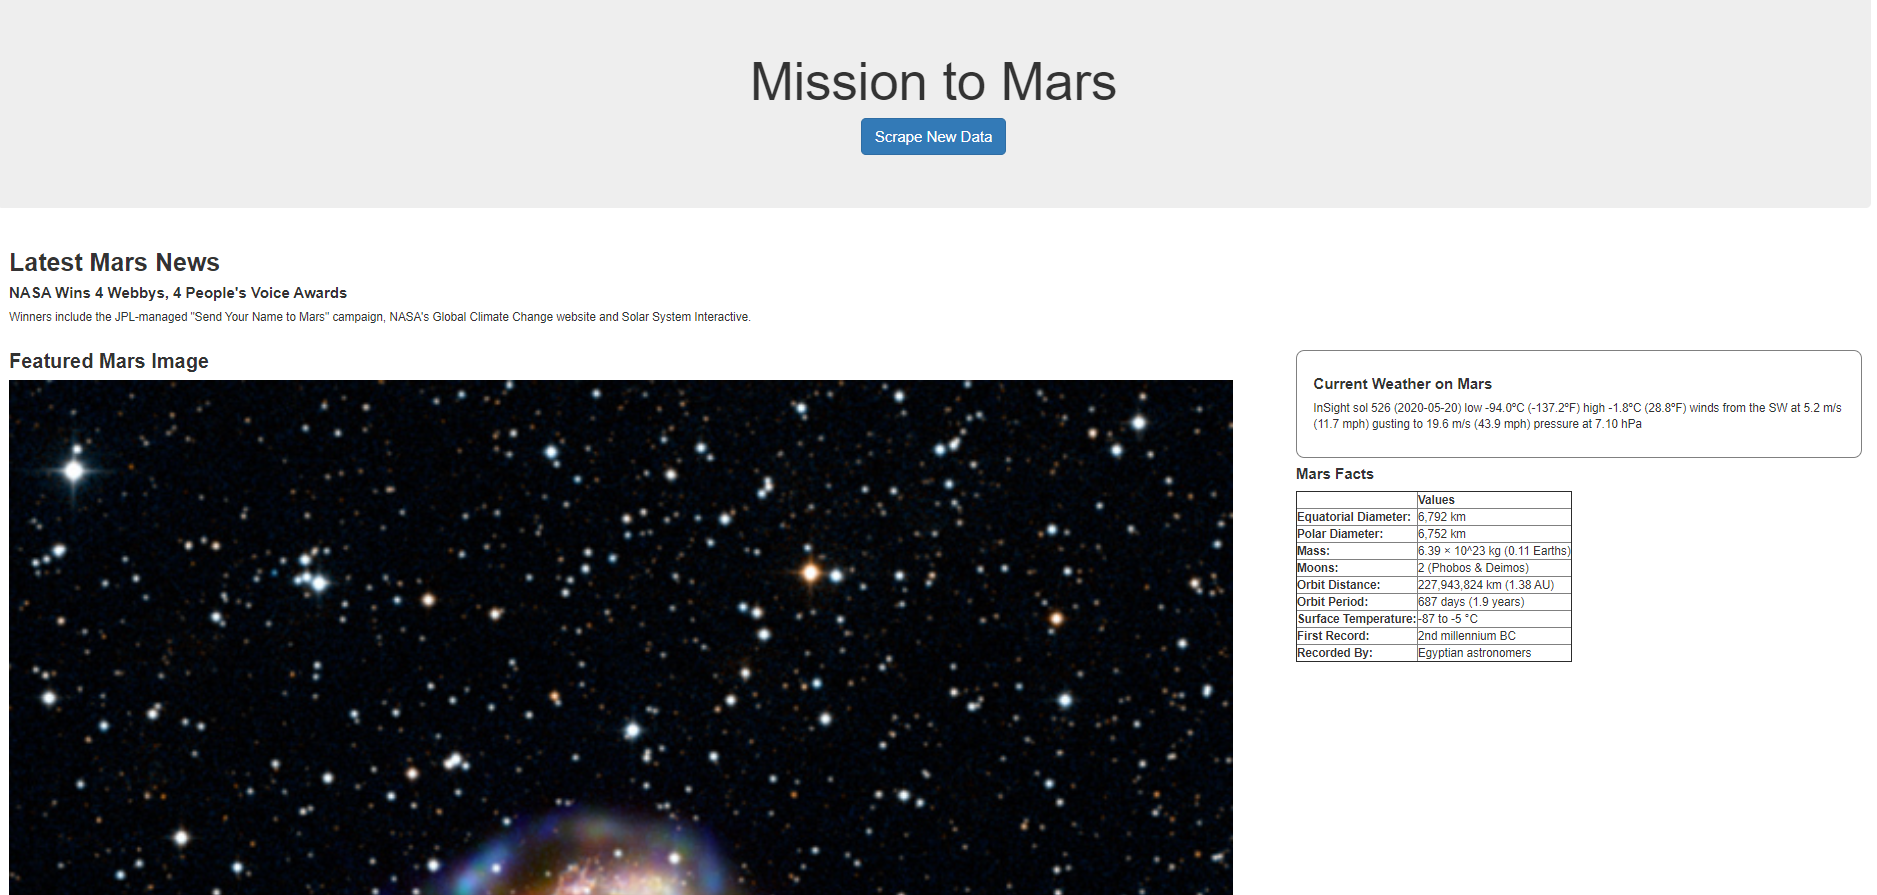 Mission to Mars
Scrape New Data
Latest Mars News
NASA Wins 4 Webbys, 4 People's Voice Awards
Winners include the JPL-managed "Send Your Name to Mars" campaign, NASA's Global Climate Change website and Solar System Interactive.
Featured Mars Image
Current Weather on Mars
InSight sol 526 (2020-05-20) low -94.0ºC (-137.2ºF) high -1.8ºC (28.8ºF) winds from the SW at 5.2 m/s
(11.7 mph) gusting to 19.6 m/s (43.9 mph) pressure at 7.10 hPa
Mars Facts
Values
Equatorial Diameter: 6,792 km
Polar Diameter: 6,752 km
Mass: 6.39 × 10^23 kg (0.11 Earths)
Moons: 2 (Phobos & Deimos)
Orbit Distance: 227,943,824 km (1.38 AU)
Orbit Period: 687 days (1.9 years)
Surface Temperature: -87 to -5 °C
First Record: 2nd millennium BC
Recorded By: Egyptian astronomers